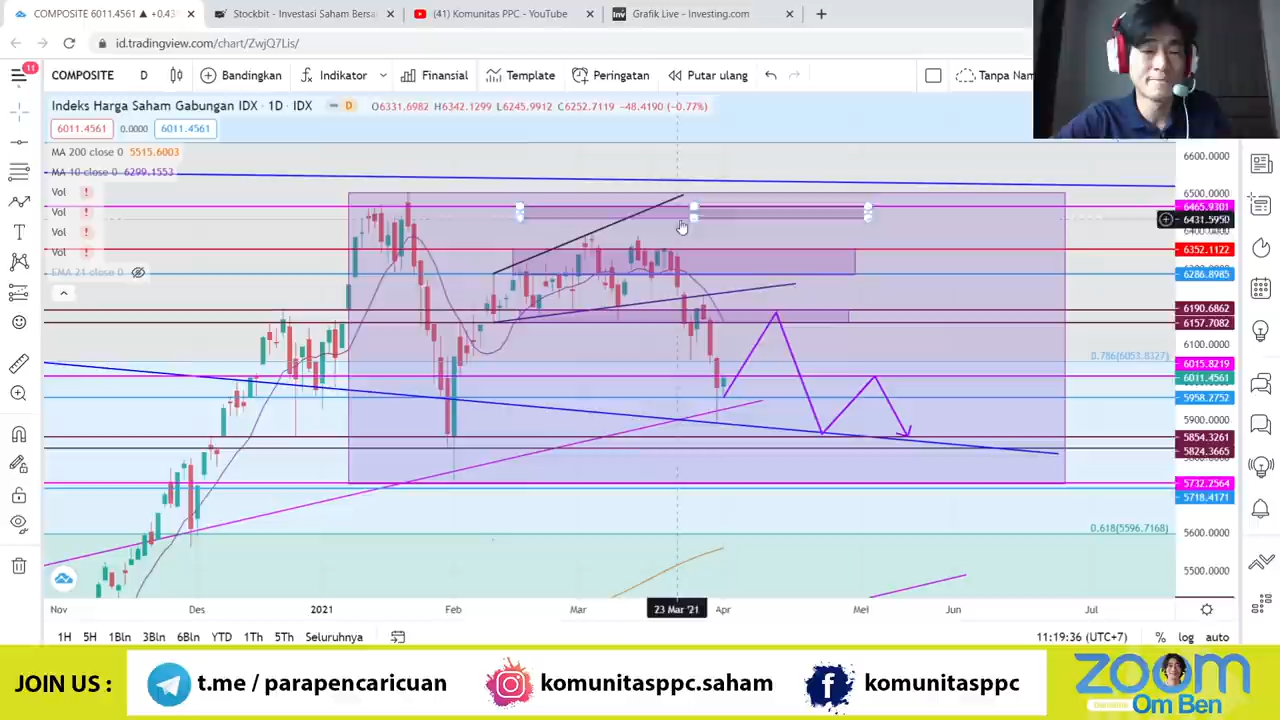 COMPOSITE 6011.4561 ▲ +0.43
Stockbit - Investasi Saham Bersa
(41) Komunitas PPC - YouTube
Inv Grafik Live - Investing.com
id.tradingview.com/chart/ZwjQ7Lis/
11
COMPOSITE D Bandingkan Indikator Finansial Template Peringatan Putar ulang Tanpa Nam
Indeks Harga Saham Gabungan IDX · 1D · IDX D O6331.6982 H6342.1299 L6245.9912 C6252.7119 −48.4190 (−0.77%)
6011.4561 0.0000 6011.4561
MA 200 close 0 5515.6003
MA 10 close 0 6299.1553
Vol !
Vol !
Vol !
Vol !
EMA 21 close 0
6600.0000
6500.0000
6465.9301
6431.5950
6352.1122
6286.8985
6190.6862
6157.7082
6100.0000
0.786(6053.8327)
6015.8219
6011.4561
5958.2752
5900.0000
5854.3261
5824.3665
5732.2564
5718.4171
0.618(5596.7168)
5600.0000
5500.0000
Nov Des 2021 Feb Mar 23 Mar '21 Apr Mei Jun Jul
1H 5H 1Bln 3Bln 6Bln YTD 1Th 5Th Seluruhnya 11:19:36 (UTC+7) % log auto
JOIN US : t.me / parapencaricuan komunitasppc.saham komunitasppc
zoom
Bersama Om Ben